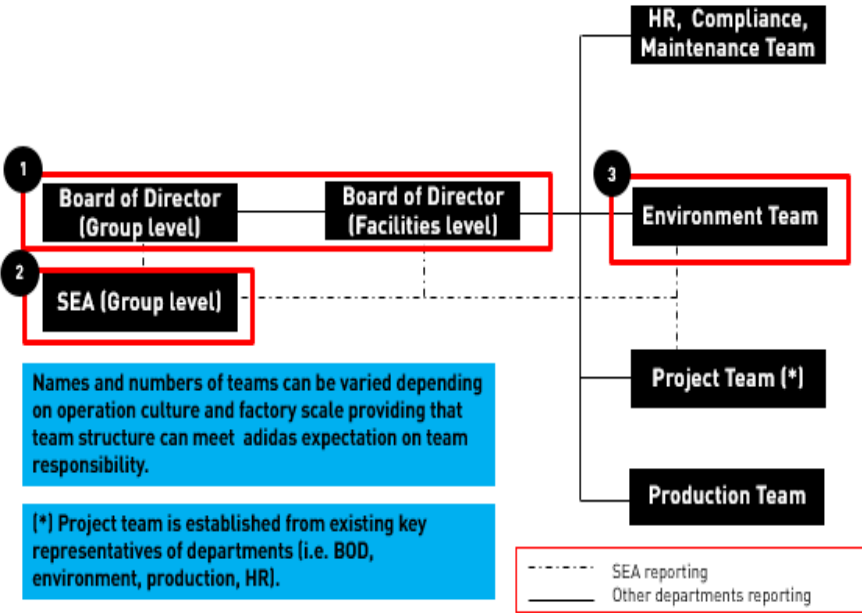 HR, Compliance,
Maintenance Team
1
Board of Director
(Group level)
Board of Director
(Facilities level)
3
Environment Team
2
SEA (Group level)
Names and numbers of teams can be varied depending
on operation culture and factory scale providing that
team structure can meet adidas expectation on team
responsibility.
Project Team (*)
(*) Project team is established from existing key
representatives of departments (i.e. BOD,
environment, production, HR).
Production Team
SEA reporting
Other departments reporting